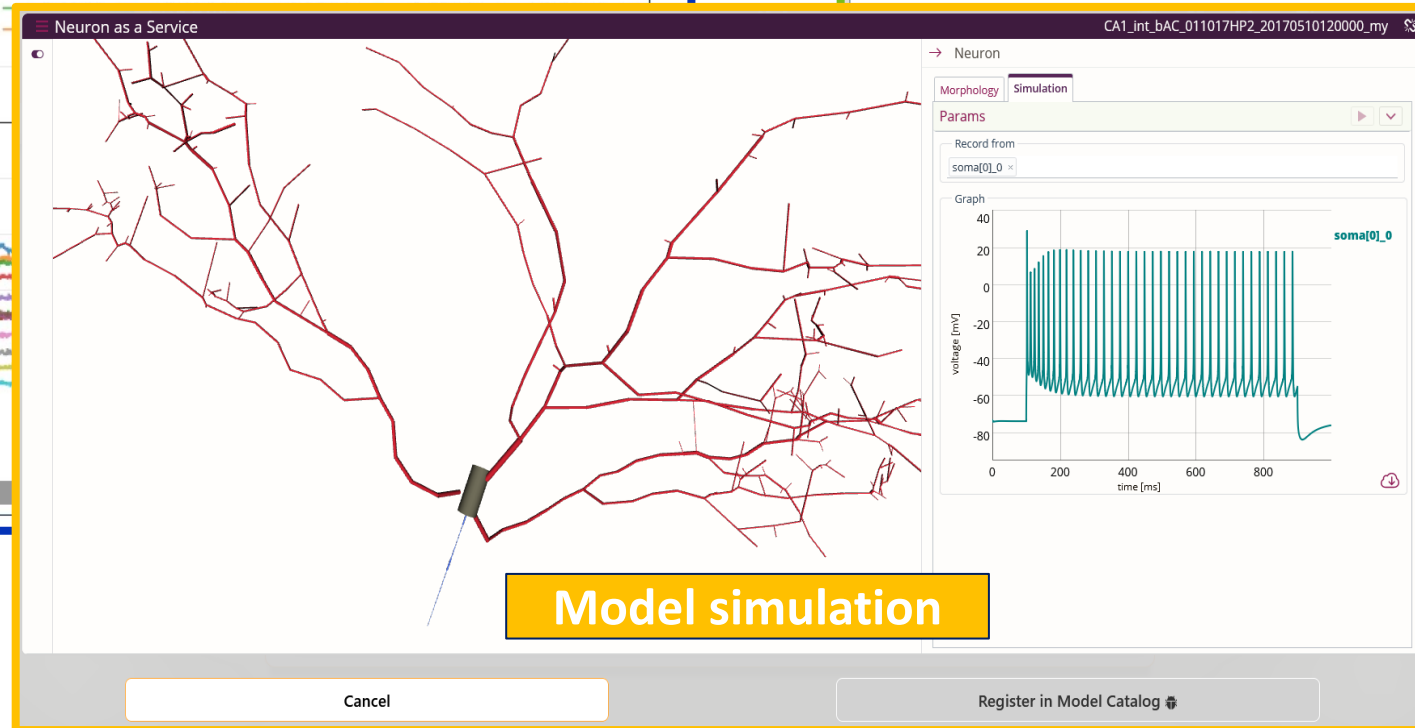 Neuron as a Service
CA1_int_bAC_011017HP2_20170510120000_my
Neuron
Morphology
Simulation
Params
Record from
soma[0]_0 ×
Graph
40
20
0
-20
-40
-60
-80
voltage [mV]
0 200 400 600 800
time [ms]
soma[0]_0
Model simulation
Cancel
Register in Model Catalog